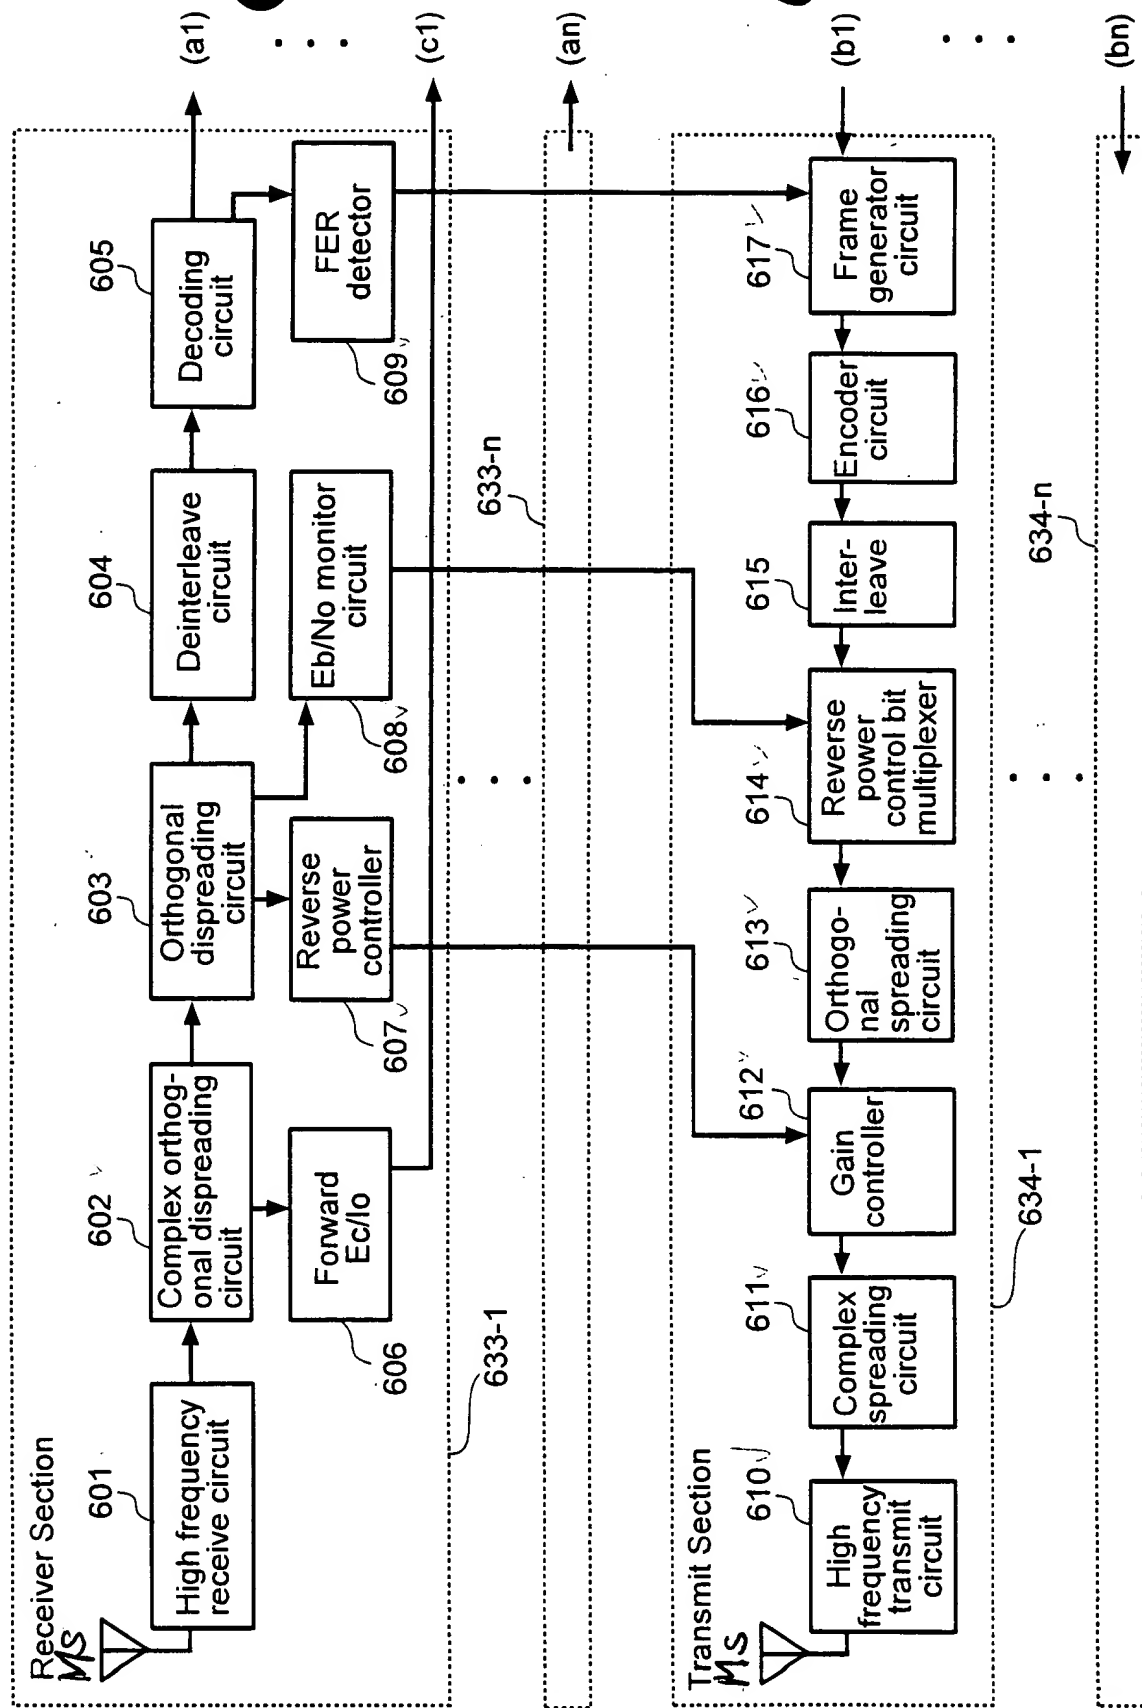 Receiver Section
MS
601
High frequency
receive circuit
602
Complex orthog-
onal dispreading
circuit
603
Orthogonal
dispreading
circuit
604
Deinterleave
circuit
605
Decoding
circuit
(a1)
606
Forward
Ec/Io
607
Reverse
power
controller
608
Eb/No monitor
circuit
609
FER
detector
(c1)
633-1
633-n
(an)
Transmit Section
MS
610
High
frequency
transmit
circuit
611
Complex
spreading
circuit
612
Gain
controller
613
Orthogo-
nal
spreading
circuit
614
Reverse
power
control bit
multiplexer
615
Inter-
leave
616
Encoder
circuit
617
Frame
generator
circuit
(b1)
634-1
634-n
(bn)